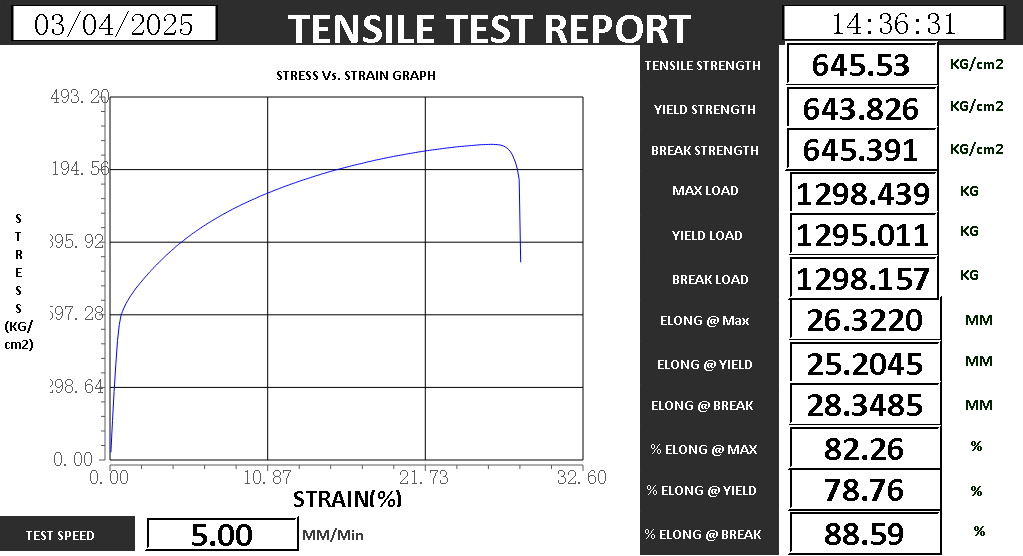 03/04/2025
TENSILE TEST REPORT
14:36:31
STRESS Vs. STRAIN GRAPH
493.20
194.56
395.92
597.28
298.64
0.00
0.00 10.87 21.73 32.60
STRESS
(KG/
cm2)
STRAIN(%)
TEST SPEED 5.00 MM/Min
TENSILE STRENGTH 645.53 KG/cm2
YIELD STRENGTH 643.826 KG/cm2
BREAK STRENGTH 645.391 KG/cm2
MAX LOAD 1298.439 KG
YIELD LOAD 1295.011 KG
BREAK LOAD 1298.157 KG
ELONG @ Max 26.3220 MM
ELONG @ YIELD 25.2045 MM
ELONG @ BREAK 28.3485 MM
% ELONG @ MAX 82.26 %
% ELONG @ YIELD 78.76 %
% ELONG @ BREAK 88.59 %